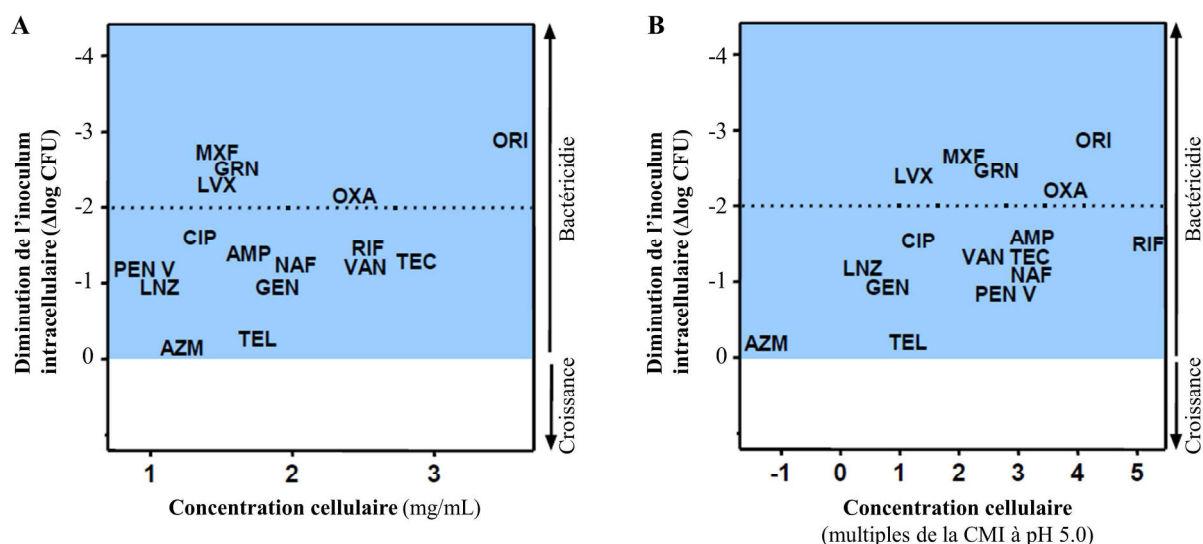 A
Diminution de l'inoculum
intracellulaire (Δlog CFU)
-4
-3
-2
-1
0
ORI
MXF
GRN
LVX
OXA
CIP
AMP
RIF
PEN V
NAF
VAN
TEC
LNZ
GEN
TEL
AZM
1
2
3
Concentration cellulaire (mg/mL)
Bactéricidie
Croissance
B
Diminution de l'inoculum
intracellulaire (Δlog CFU)
-4
-3
-2
-1
0
ORI
MXF
GRN
LVX
OXA
CIP
AMP
RIF
VAN
TEC
LNZ
NAF
GEN
PEN V
AZM
TEL
-1
0
1
2
3
4
5
Concentration cellulaire
(multiples de la CMI à pH 5.0)
Bactéricidie
Croissance